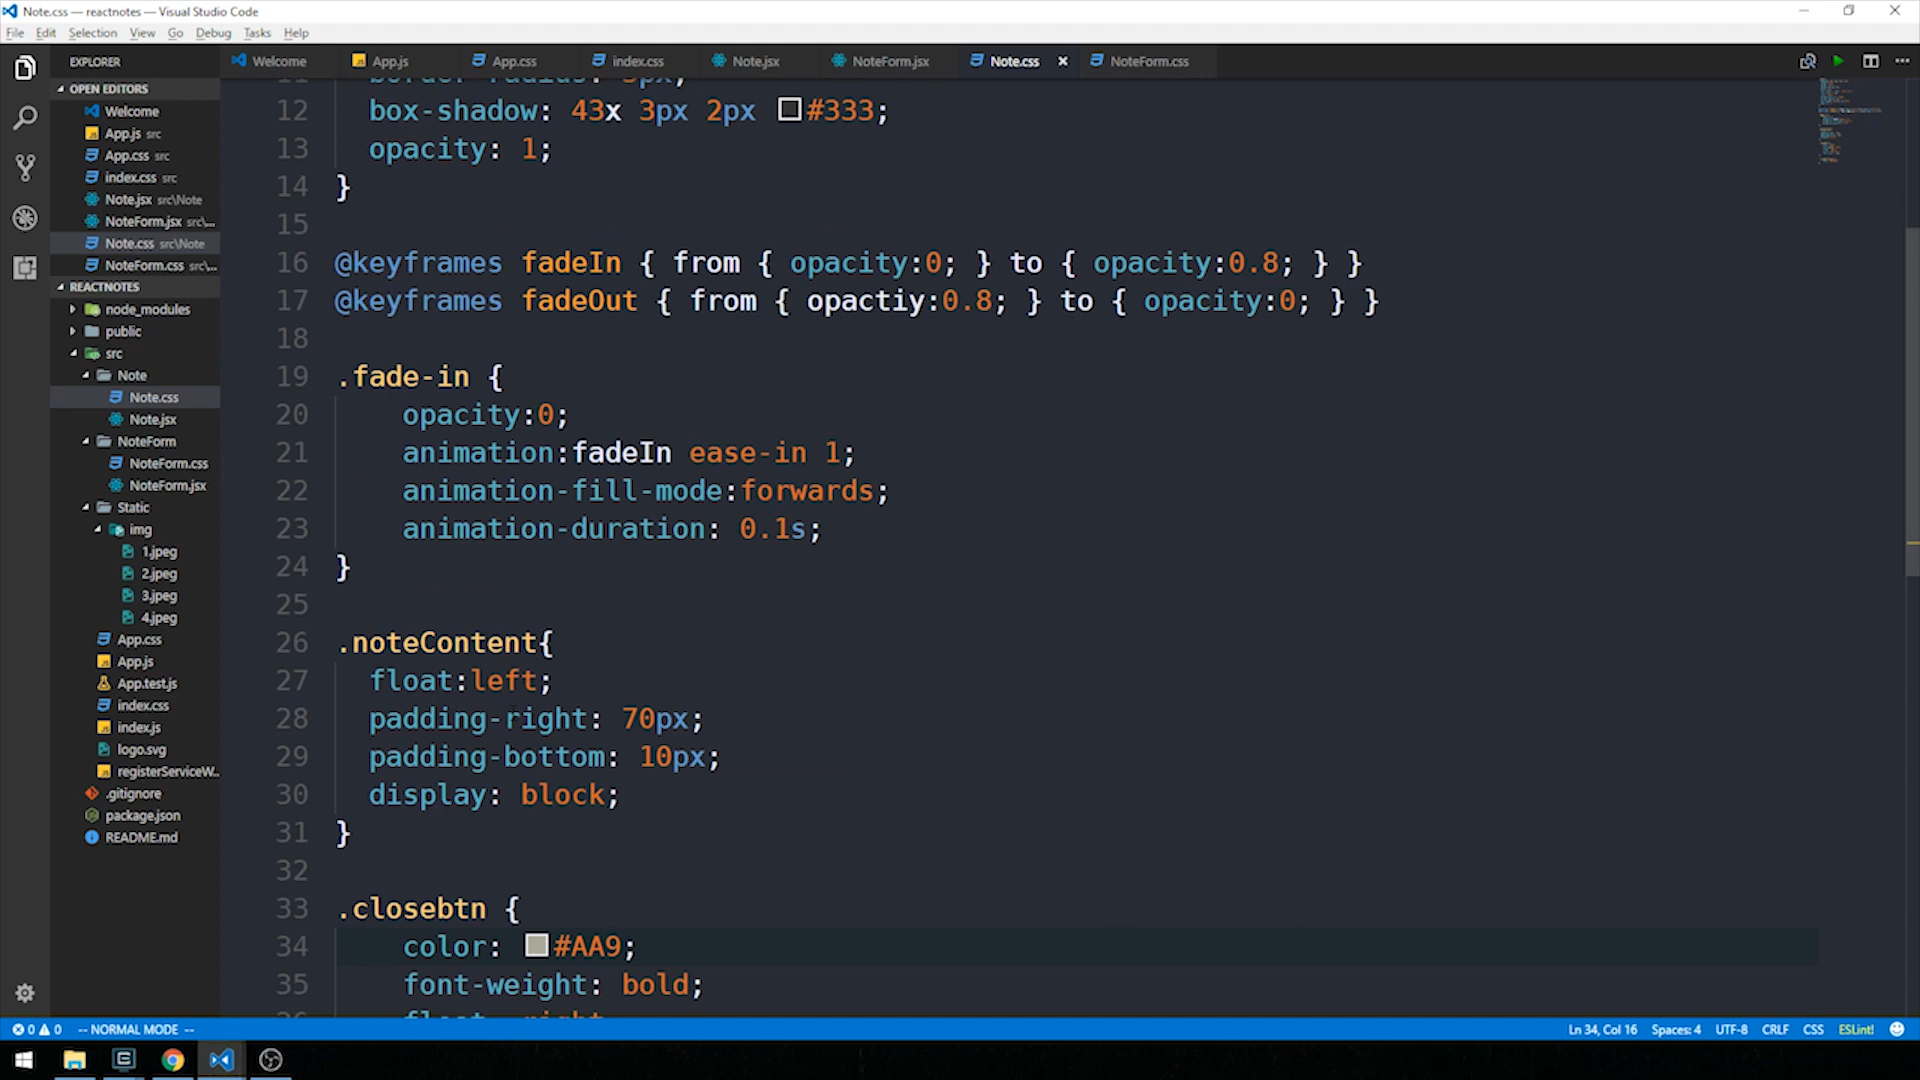 Note.css — reactnotes — Visual Studio Code
File Edit Selection View Go Debug Tasks Help
EXPLORER
Welcome App.js App.css index.css Note.jsx NoteForm.jsx Note.css NoteForm.css
OPEN EDITORS
Welcome
App.js src
App.css src
index.css src
Note.jsx src\Note
NoteForm.jsx src\...
Note.css src\Note
NoteForm.css src\...
REACTNOTES
node_modules
public
src
Note
Note.css
Note.jsx
NoteForm
NoteForm.css
NoteForm.jsx
Static
img
1.jpeg
2.jpeg
3.jpeg
4.jpeg
App.css
App.js
App.test.js
index.css
index.js
logo.svg
registerServiceW...
.gitignore
package.json
README.md
12 box-shadow: 43x 3px 2px #333;
13 opacity: 1;
14 }
15
16 @keyframes fadeIn { from { opacity:0; } to { opacity:0.8; } }
17 @keyframes fadeOut { from { opactiy:0.8; } to { opacity:0; } }
18
19 .fade-in {
20 opacity:0;
21 animation:fadeIn ease-in 1;
22 animation-fill-mode:forwards;
23 animation-duration: 0.1s;
24 }
25
26 .noteContent{
27 float:left;
28 padding-right: 70px;
29 padding-bottom: 10px;
30 display: block;
31 }
32
33 .closebtn {
34 color: #AA9;
35 font-weight: bold;
0 0 -- NORMAL MODE --
Ln 34, Col 16 Spaces: 4 UTF-8 CRLF CSS ESLint!